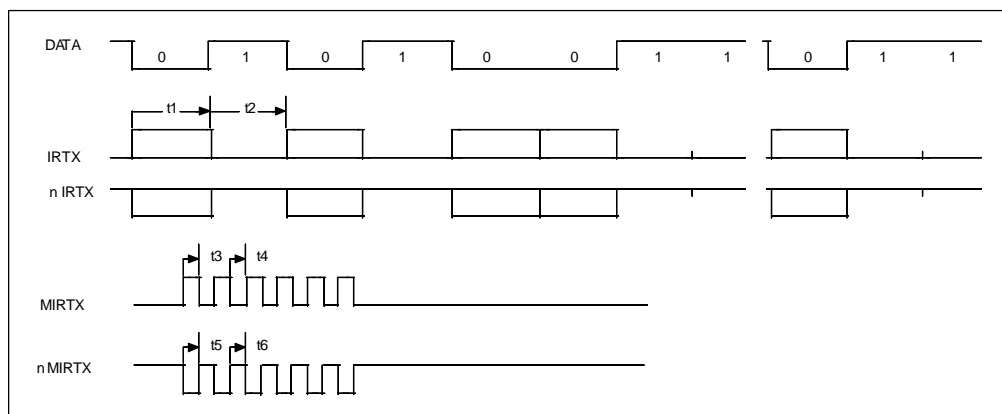 DATA
0 1 0 1 0 0 1 1 0 1 1
t1 t2
IRTX
n IRTX
t3 t4
MIRTX
t5 t6
n MIRTX